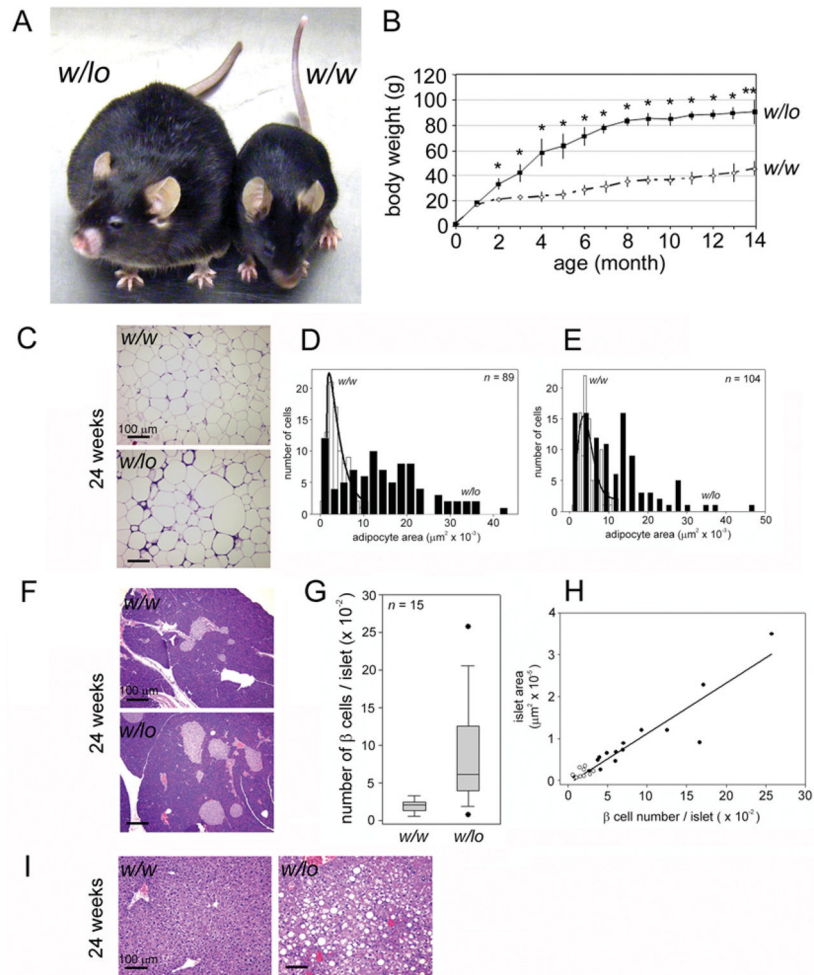 A
w/lo
w/w
B
120
100
80
60
40
20
0
body weight (g)
0 2 4 6 8 10 12 14
age (month)
* * * * * * * * * * * * **
w/lo
w/w
C
24 weeks
w/w
100 µm
w/lo
D
number of cells
20
15
10
5
0
w/w
n = 89
w/lo
0 10 20 30 40
adipocyte area (µm² x 10⁻³)
E
number of cells
20
15
10
5
0
w/w
n = 104
w/lo
0 10 20 30 40 50
adipocyte area (µm² x 10⁻³)
F
24 weeks
w/w
100 µm
w/lo
G
number of β cells / islet (x 10⁻²)
n = 15
30
25
20
15
10
5
0
w/w w/lo
H
islet area
(µm² x 10⁻⁵)
4
3
2
1
0
0 5 10 15 20 25 30
β cell number / islet ( x 10⁻²)
I
24 weeks
w/w
100 µm
w/lo